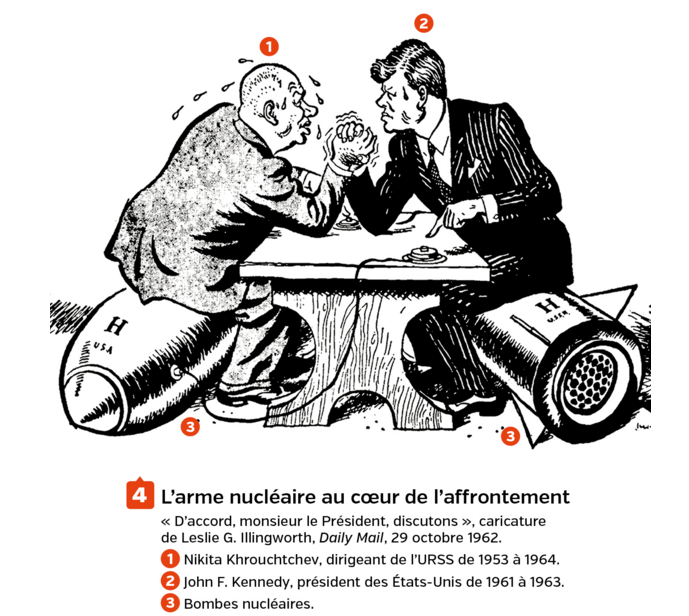 1
2
H
USA
H
3
3
4 L’arme nucléaire au cœur de l’affrontement
« D’accord, monsieur le Président, discutons », caricature
de Leslie G. Illingworth, Daily Mail, 29 octobre 1962.
1 Nikita Khrouchtchev, dirigeant de l’URSS de 1953 à 1964.
2 John F. Kennedy, président des États-Unis de 1961 à 1963.
3 Bombes nucléaires.